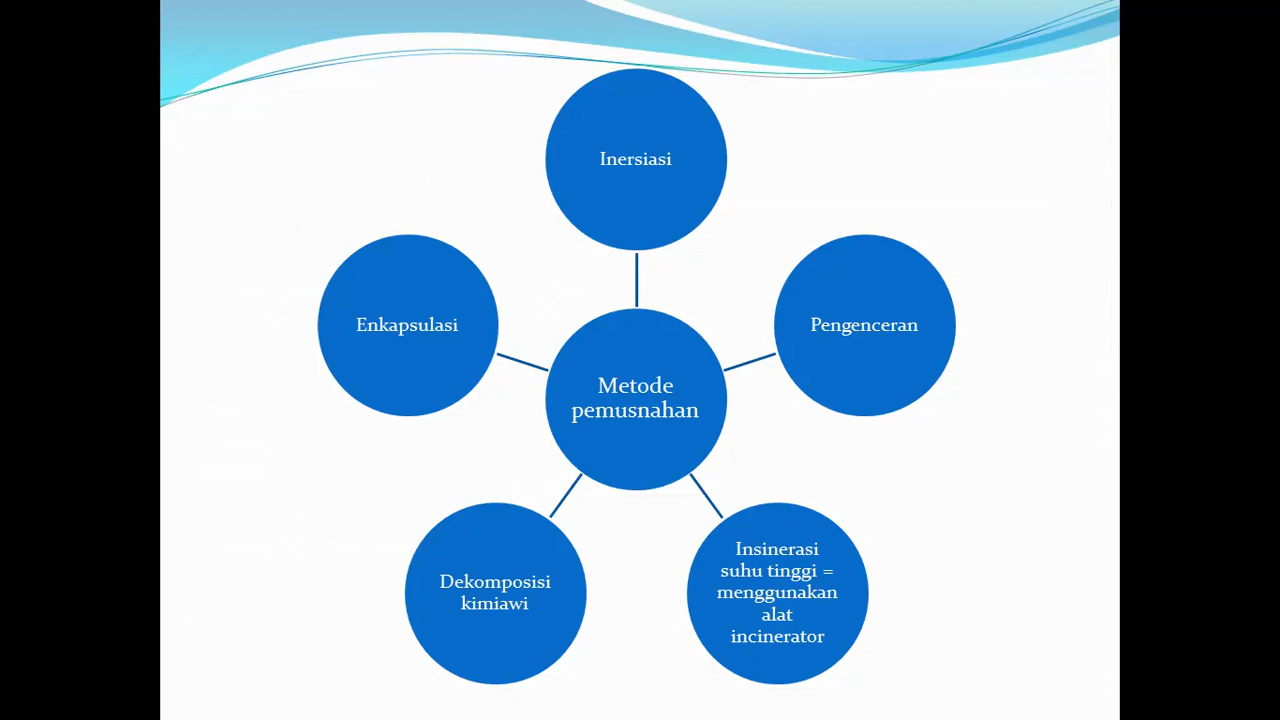 Inersiasi
Enkapsulasi
Pengenceran
Metode
pemusnahan
Dekomposisi
kimiawi
Insinerasi
suhu tinggi =
menggunakan
alat
incinerator